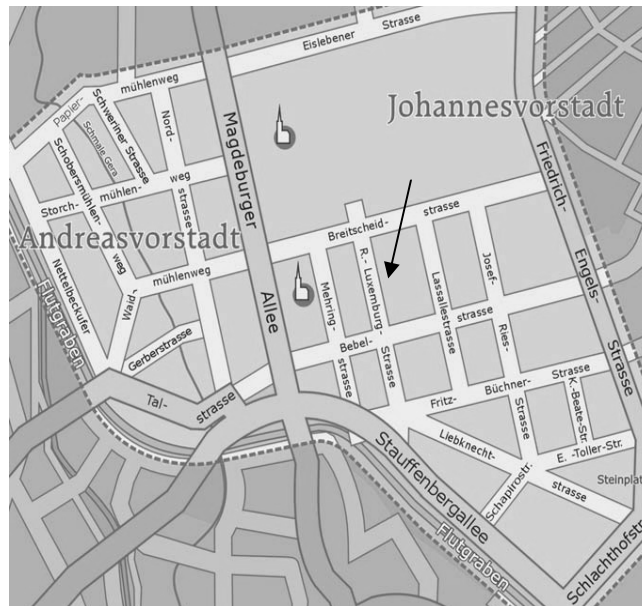 Eislebener
Strasse
mühlenweg
Papier-
Schweriner Strasse
Schmale Gera
Nord-
strasse
Magdeburger
Allee
Johannesvorstadt
Schobersmühlen-
weg
Storch-
mühlen-
weg
Andreasvorstadt
Breitscheid-
strasse
Friedrich-
Engels-
Strasse
mühlenweg
Waid-
Nettelbeckufer
Flutgraben
Gerberstrasse
Mehring-
strasse
R.- Luxemburg-
Strasse
Lassallestrasse
Josef-
Ries-
Strasse
Bebel-
strasse
Tal-
strasse
Fritz-
Büchner-
Strasse
K.-Beate-Str.
Liebknecht-
strasse
E. -Toller-Str.
Schapirostr.
Stauffenbergallee
Flutgraben
Steinplat
Schlachthofstr